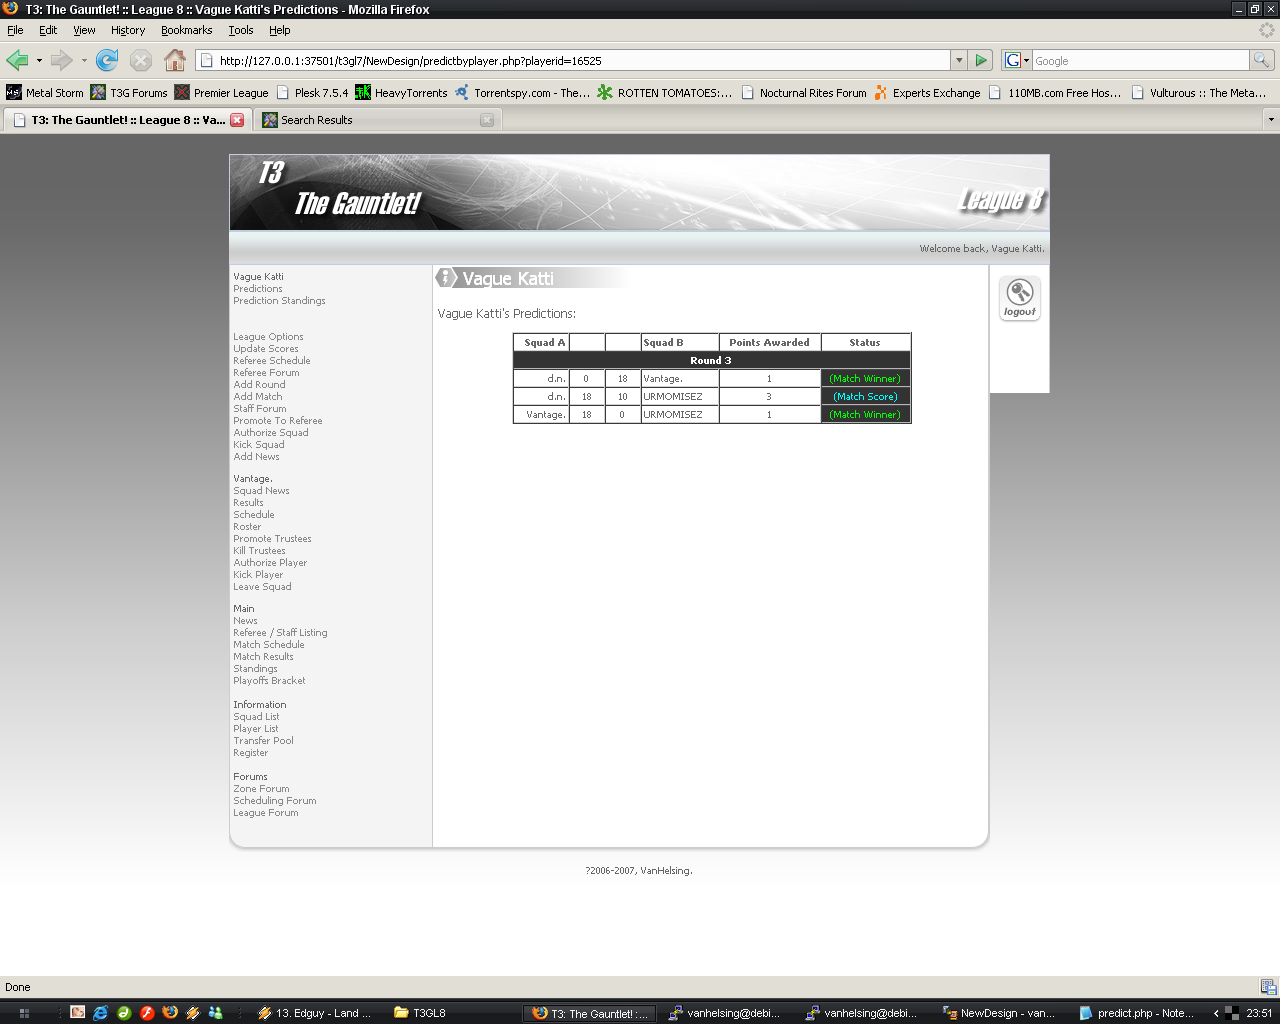 T3: The Gauntlet! :: League 8 :: Vague Katti's Predictions - Mozilla Firefox
File Edit View History Bookmarks Tools Help
http://127.0.0.1:37501/t3gl7/NewDesign/predictbyplayer.php?playerid=16525
G Google
Metal Storm T3G Forums Premier League Plesk 7.5.4 HeavyTorrents Torrentspy.com - The... ROTTEN TOMATOES:... Nocturnal Rites Forum Experts Exchange 110MB.com Free Hos... Vulturous :: The Meta...
T3: The Gauntlet! :: League 8 :: Va... Search Results
T3
The Gauntlet!
League 8
Welcome back, Vague Katti.
Vague Katti
Predictions
Prediction Standings
League Options
Update Scores
Referee Schedule
Referee Forum
Add Round
Add Match
Staff Forum
Promote To Referee
Authorize Squad
Kick Squad
Add News
Vantage.
Squad News
Results
Schedule
Roster
Promote Trustees
Kill Trustees
Authorize Player
Kick Player
Leave Squad
Main
News
Referee / Staff Listing
Match Schedule
Match Results
Standings
Playoffs Bracket
Information
Squad List
Player List
Transfer Pool
Register
Forums
Zone Forum
Scheduling Forum
League Forum
Vague Katti
Vague Katti's Predictions:
Squad A Squad B Points Awarded Status
Round 3
d.n. 0 18 Vantage. 1 (Match Winner)
d.n. 18 10 URMOMISEZ 3 (Match Score)
Vantage. 18 0 URMOMISEZ 1 (Match Winner)
logout
?2006-2007, VanHelsing.
Done
13. Edguy - Land ... T3GL8 T3: The Gauntlet! :... vanhelsing@debi... vanhelsing@debi... NewDesign - van... predict.php - Note... 23:51